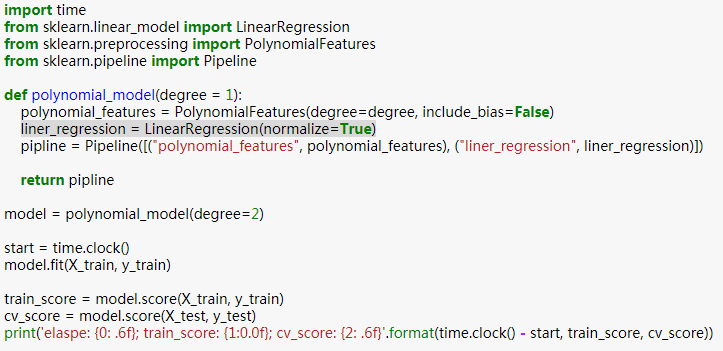 import time
from sklearn.linear_model import LinearRegression
from sklearn.preprocessing import PolynomialFeatures
from sklearn.pipeline import Pipeline

def polynomial_model(degree = 1):
    polynomial_features = PolynomialFeatures(degree=degree, include_bias=False)
    liner_regression = LinearRegression(normalize=True)
    pipline = Pipeline([("polynomial_features", polynomial_features), ("liner_regression", liner_regression)])

    return pipline

model = polynomial_model(degree=2)

start = time.clock()
model.fit(X_train, y_train)

train_score = model.score(X_train, y_train)
cv_score = model.score(X_test, y_test)
print('elaspe: {0: .6f}; train_score: {1:0.0f}; cv_score: {2: .6f}'.format(time.clock() - start, train_score, cv_score))